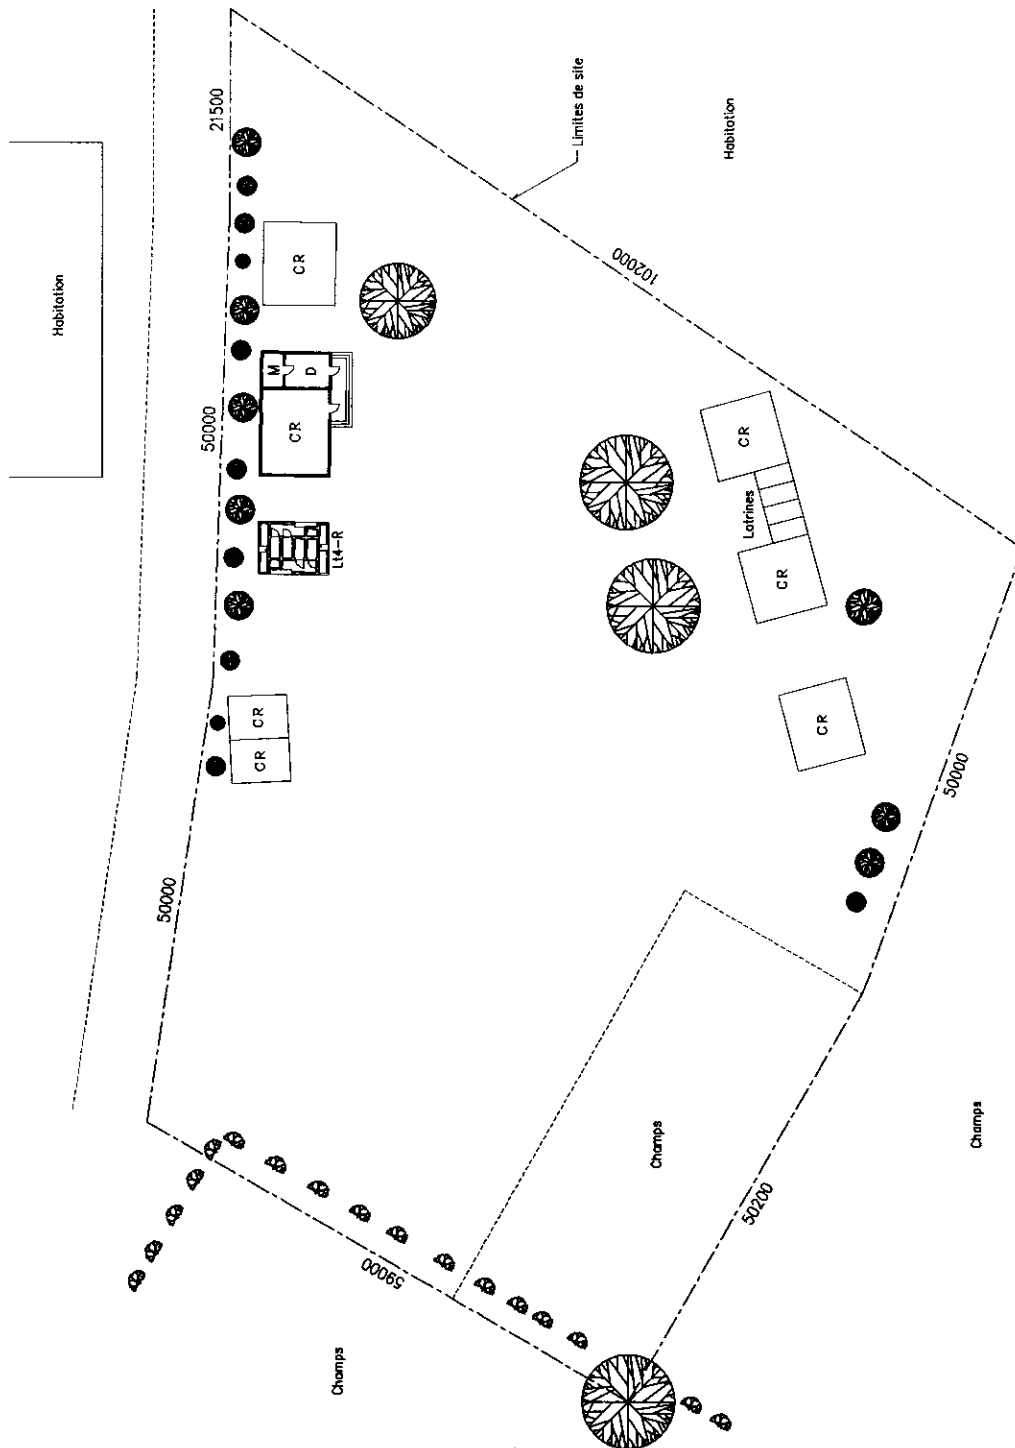 21500
Limites de site
Habitation
Habitation
CR
102000
M
D
CR
50000
CR
Latrines
Lt4-R
CR
CR
CR
CR
50000
50000
Champs
Champs
50200
59000
Champs